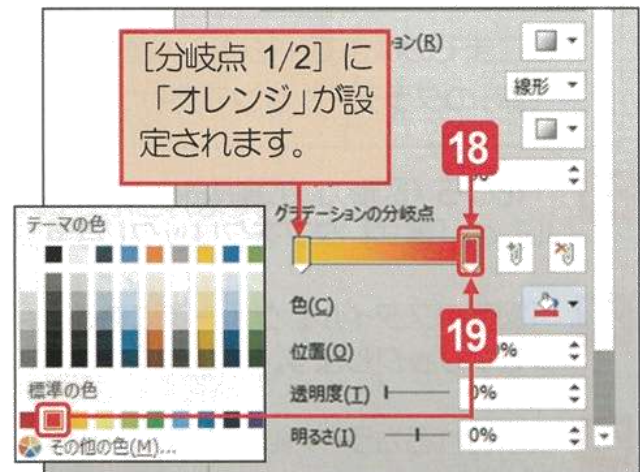 ［分岐点 1/2］に
「オレンジ」が設
定されます。
ョン(R)
線形
18
グラデーションの分岐点
テーマの色
色(C)
19
位置(O)
%
標準の色
透明度(T)
0%
その他の色(M)...
明るさ(I)
0%